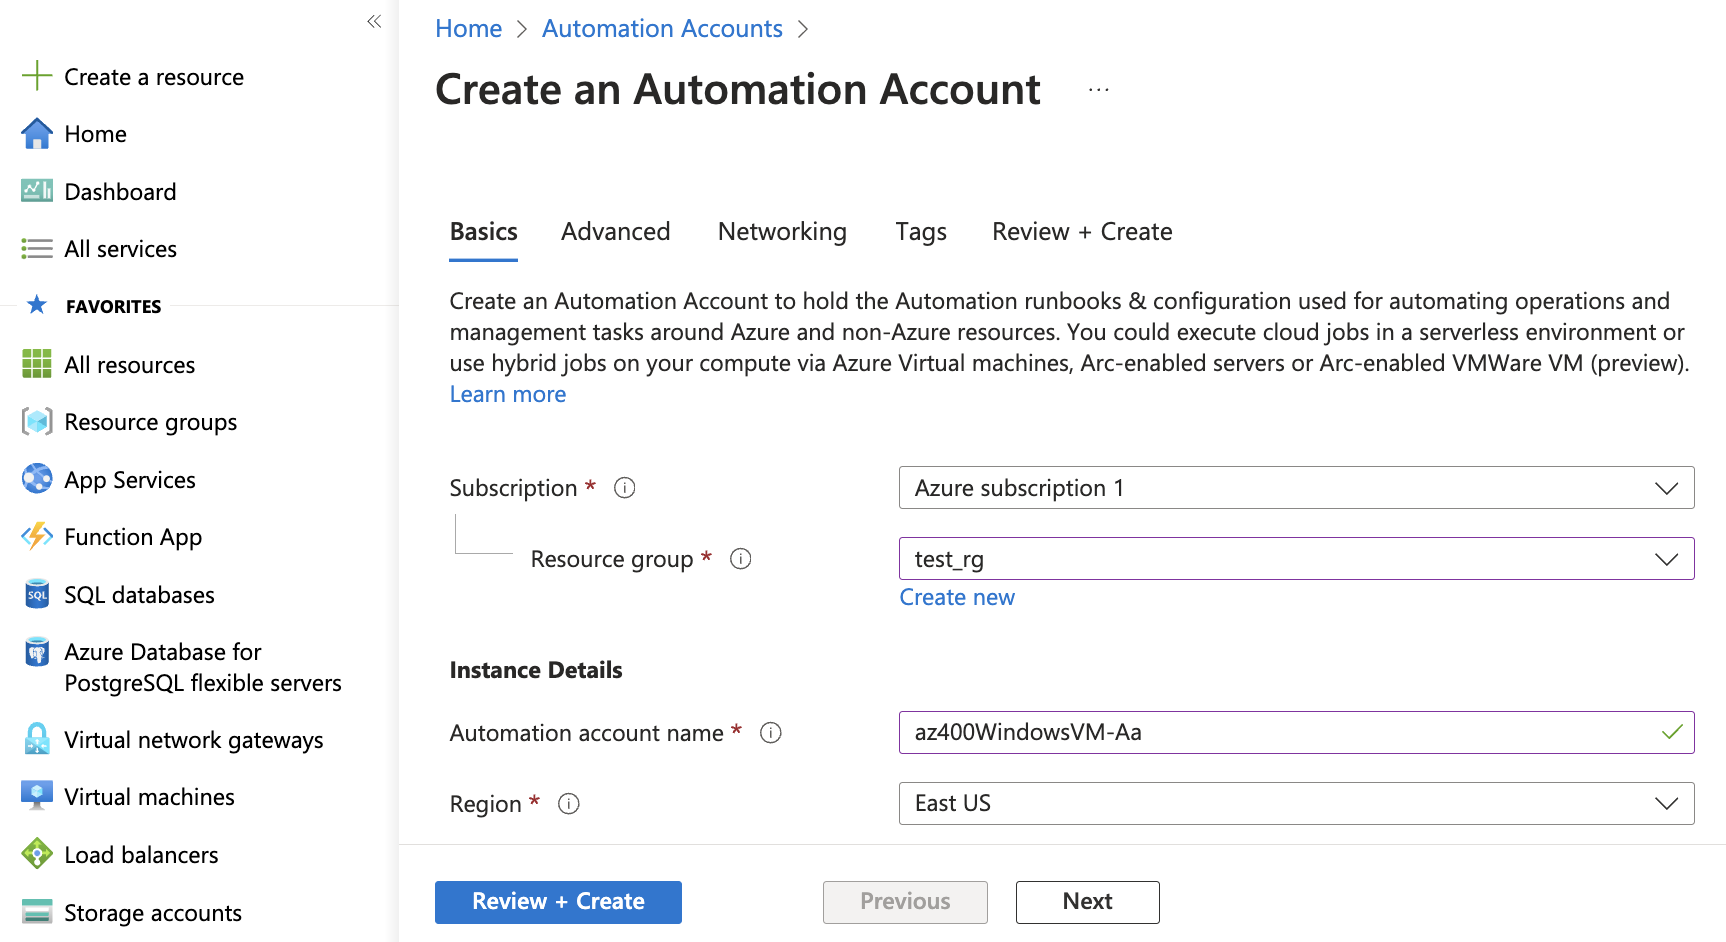 Create a resource
Home
Dashboard
All services
FAVORITES
All resources
Resource groups
App Services
Function App
SQL databases
Azure Database for
PostgreSQL flexible servers
Virtual network gateways
Virtual machines
Load balancers
Storage accounts
Home > Automation Accounts >
Create an Automation Account ...
Basics Advanced Networking Tags Review + Create
Create an Automation Account to hold the Automation runbooks & configuration used for automating operations and
management tasks around Azure and non-Azure resources. You could execute cloud jobs in a serverless environment or
use hybrid jobs on your compute via Azure Virtual machines, Arc-enabled servers or Arc-enabled VMWare VM (preview).
Learn more
Subscription * Azure subscription 1
Resource group * test_rg
Create new
Instance Details
Automation account name * az400WindowsVM-Aa
Region * East US
Review + Create Previous Next